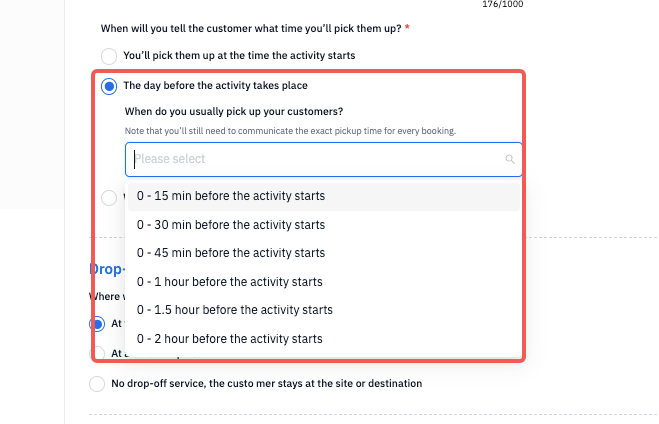 176/1000
When will you tell the customer what time you'll pick them up? *
You'll pick them up at the time the activity starts
The day before the activity takes place
When do you usually pick up your customers?
Note that you'll still need to communicate the exact pickup time for every booking.
Please select
0 - 15 min before the activity starts
0 - 30 min before the activity starts
0 - 45 min before the activity starts
0 - 1 hour before the activity starts
0 - 1.5 hour before the activity starts
0 - 2 hour before the activity starts
Drop-
Where
At
At
No drop-off service, the custo mer stays at the site or destination